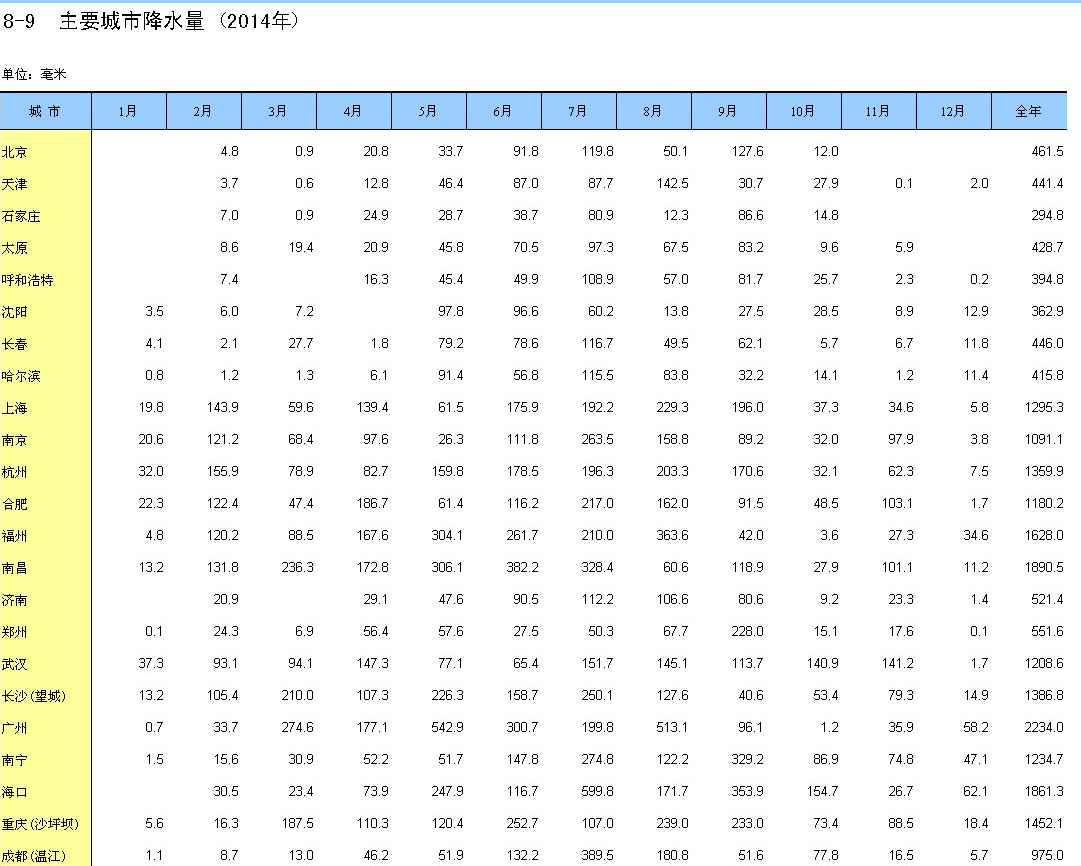 8-9 主要城市降水量 (2014年)
单位: 毫米
城 市 1月 2月 3月 4月 5月 6月 7月 8月 9月 10月 11月 12月 全年
北京 4.8 0.9 20.8 33.7 91.8 119.8 50.1 127.6 12.0 461.5
天津 3.7 0.6 12.8 46.4 87.0 87.7 142.5 30.7 27.9 0.1 2.0 441.4
石家庄 7.0 0.9 24.9 28.7 38.7 80.9 12.3 86.6 14.8 294.8
太原 8.6 19.4 20.9 45.8 70.5 97.3 67.5 83.2 9.6 5.9 428.7
呼和浩特 7.4 16.3 45.4 49.9 108.9 57.0 81.7 25.7 2.3 0.2 394.8
沈阳 3.5 6.0 7.2 97.8 96.6 60.2 13.8 27.5 28.5 8.9 12.9 362.9
长春 4.1 2.1 27.7 1.8 79.2 78.6 116.7 49.5 62.1 5.7 6.7 11.8 446.0
哈尔滨 0.8 1.2 1.3 6.1 91.4 56.8 115.5 83.8 32.2 14.1 1.2 11.4 415.8
上海 19.8 143.9 59.6 139.4 61.5 175.9 192.2 229.3 196.0 37.3 34.6 5.8 1295.3
南京 20.6 121.2 68.4 97.6 26.3 111.8 263.5 158.8 89.2 32.0 97.9 3.8 1091.1
杭州 32.0 155.9 78.9 82.7 159.8 178.5 196.3 203.3 170.6 32.1 62.3 7.5 1359.9
合肥 22.3 122.4 47.4 186.7 61.4 116.2 217.0 162.0 91.5 48.5 103.1 1.7 1180.2
福州 4.8 120.2 88.5 167.6 304.1 261.7 210.0 363.6 42.0 3.6 27.3 34.6 1628.0
南昌 13.2 131.8 236.3 172.8 306.1 382.2 328.4 60.6 118.9 27.9 101.1 11.2 1890.5
济南 20.9 29.1 47.6 90.5 112.2 106.6 80.6 9.2 23.3 1.4 521.4
郑州 0.1 24.3 6.9 56.4 57.6 27.5 50.3 67.7 228.0 15.1 17.6 0.1 551.6
武汉 37.3 93.1 94.1 147.3 77.1 65.4 151.7 145.1 113.7 140.9 141.2 1.7 1208.6
长沙(望城) 13.2 105.4 210.0 107.3 226.3 158.7 250.1 127.6 40.6 53.4 79.3 14.9 1386.8
广州 0.7 33.7 274.6 177.1 542.9 300.7 199.8 513.1 96.1 1.2 35.9 58.2 2234.0
南宁 1.5 15.6 30.9 52.2 51.7 147.8 274.8 122.2 329.2 86.9 74.8 47.1 1234.7
海口 30.5 23.4 73.9 247.9 116.7 599.8 171.7 353.9 154.7 26.7 62.1 1861.3
重庆(沙坪坝) 5.6 16.3 187.5 110.3 120.4 252.7 107.0 239.0 233.0 73.4 88.5 18.4 1452.1
成都(温江) 1.1 8.7 13.0 46.2 51.9 132.2 389.5 180.8 51.6 77.8 16.5 5.7 975.0